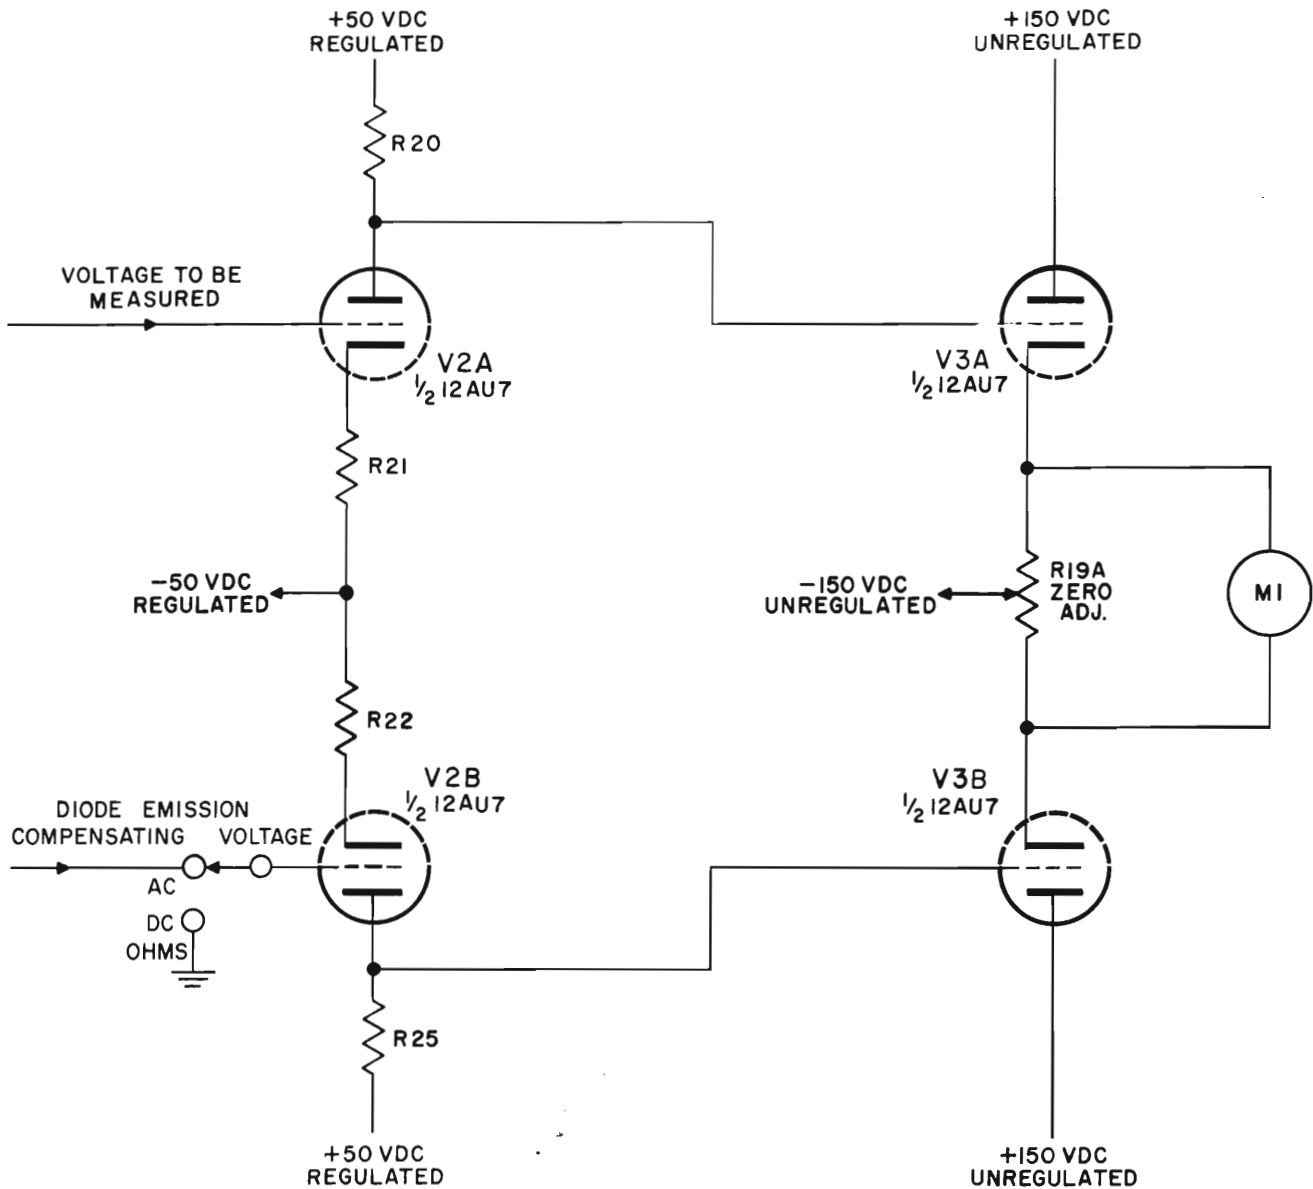 +50 VDC
REGULATED
+150 VDC
UNREGULATED
R20
VOLTAGE TO BE
MEASURED
V2A
1/2 12AU7
V3A
1/2 12AU7
R21
-50 VDC
REGULATED
-150 VDC
UNREGULATED
R19A
ZERO
ADJ.
M1
R22
V2B
1/2 12AU7
V3B
1/2 12AU7
DIODE EMISSION
COMPENSATING VOLTAGE
AC
DC
OHMS
R25
+50 VDC
REGULATED
+150 VDC
UNREGULATED